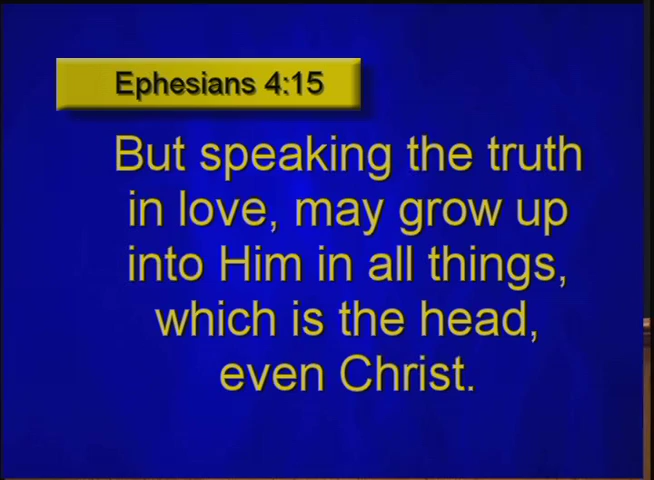 Ephesians 4:15
But speaking the truth
in love, may grow up
into Him in all things,
which is the head,
even Christ.